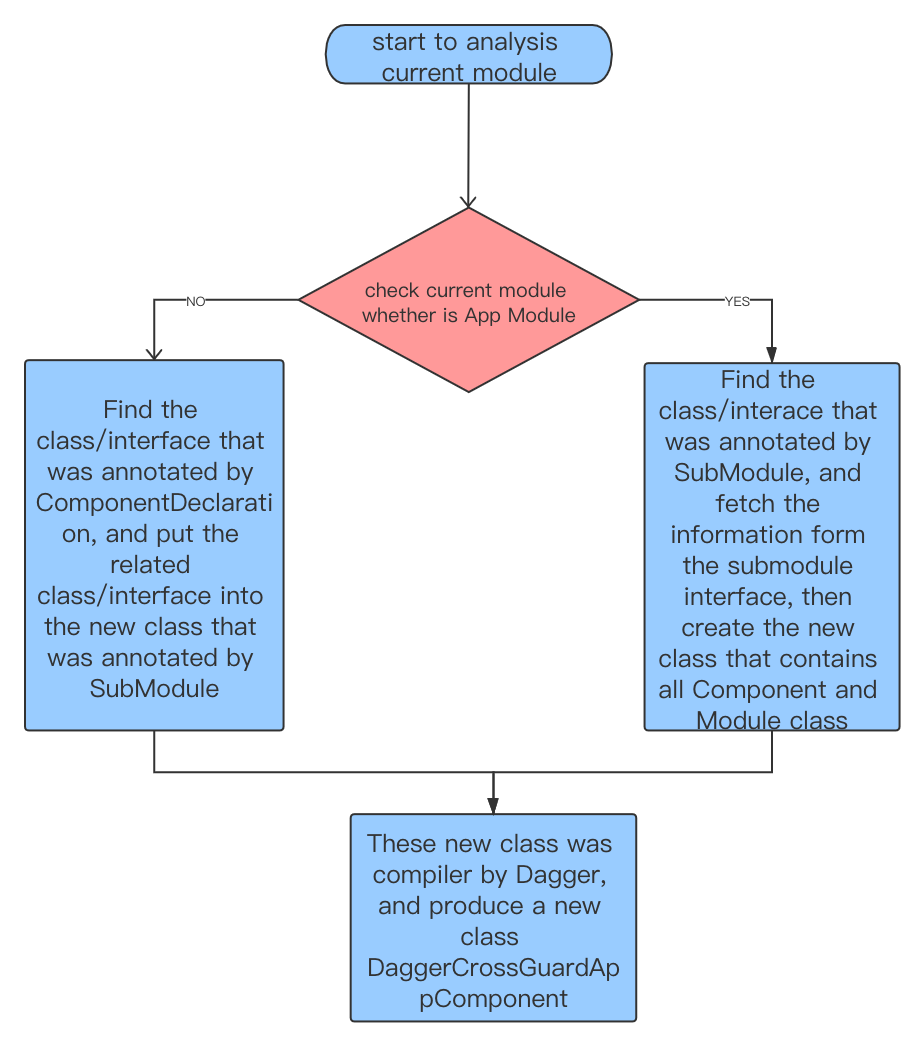 start to analysis
current module
check current module
whether is App Module
NO
YES
Find the
class/interface that
was annotated by
ComponentDeclarati
on, and put the
related
class/interface into
the new class that
was annotated by
SubModule
Find the
class/interace that
was annotated by
SubModule, and
fetch the
information form
the submodule
interface, then
create the new
class that contains
all Component and
Module class
These new class was
compiler by Dagger,
and produce a new
class
DaggerCrossGuardAp
pComponent